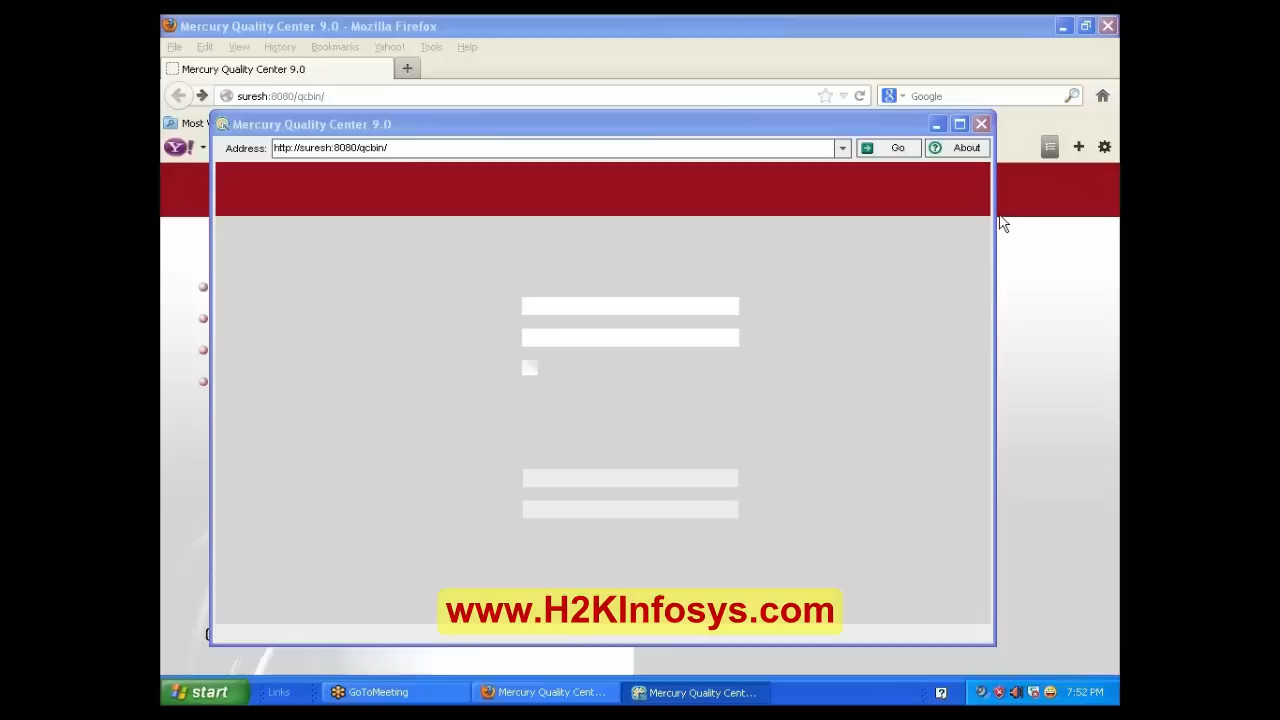 Mercury Quality Center 9.0 - Mozilla Firefox
File Edit View History Bookmarks Yahoo! Tools Help
Mercury Quality Center 9.0
suresh:8080/qcbin/
Google
Most
Mercury Quality Center 9.0
Address: http://suresh:8080/qcbin/ Go About
www.H2KInfosys.com
start Links GoToMeeting Mercury Quality Cent... Mercury Quality Cent... 7:52 PM